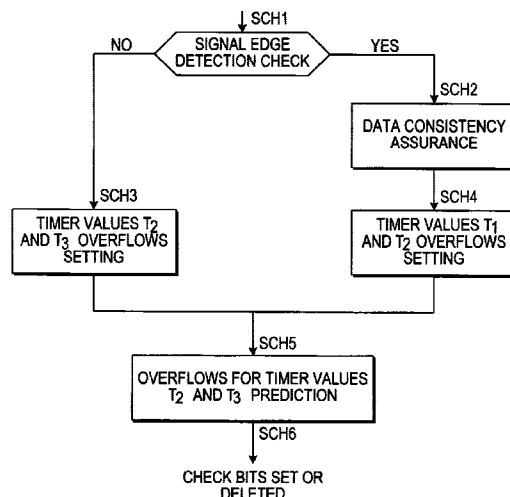 SCH1
SIGNAL EDGE
DETECTION CHECK
NO
YES
SCH2
DATA CONSISTENCY
ASSURANCE
SCH3
SCH4
TIMER VALUES T2
AND T3 OVERFLOWS
SETTING
TIMER VALUES T1
AND T2 OVERFLOWS
SETTING
SCH5
OVERFLOWS FOR TIMER VALUES
T2 AND T3 PREDICTION
SCH6
CHECK BITS SET OR
DELETED